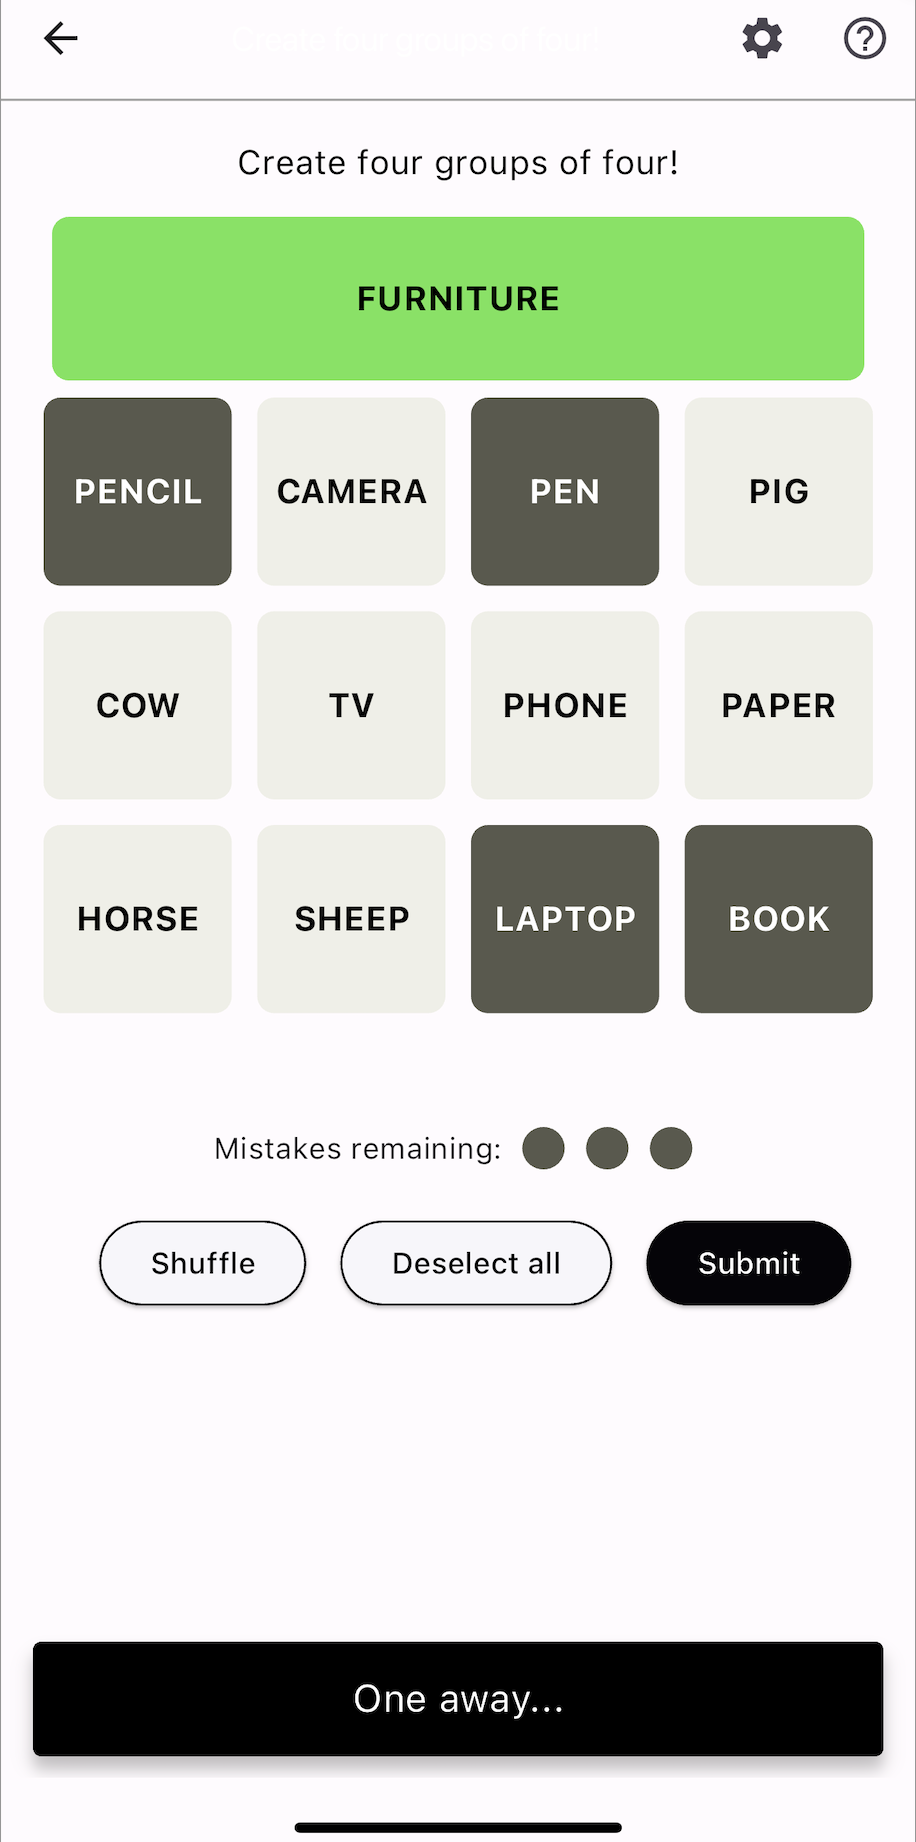 Create four groups of four!
Create four groups of four!
FURNITURE
PENCIL CAMERA PEN PIG
COW TV PHONE PAPER
HORSE SHEEP LAPTOP BOOK
Mistakes remaining:
Shuffle Deselect all Submit
One away...